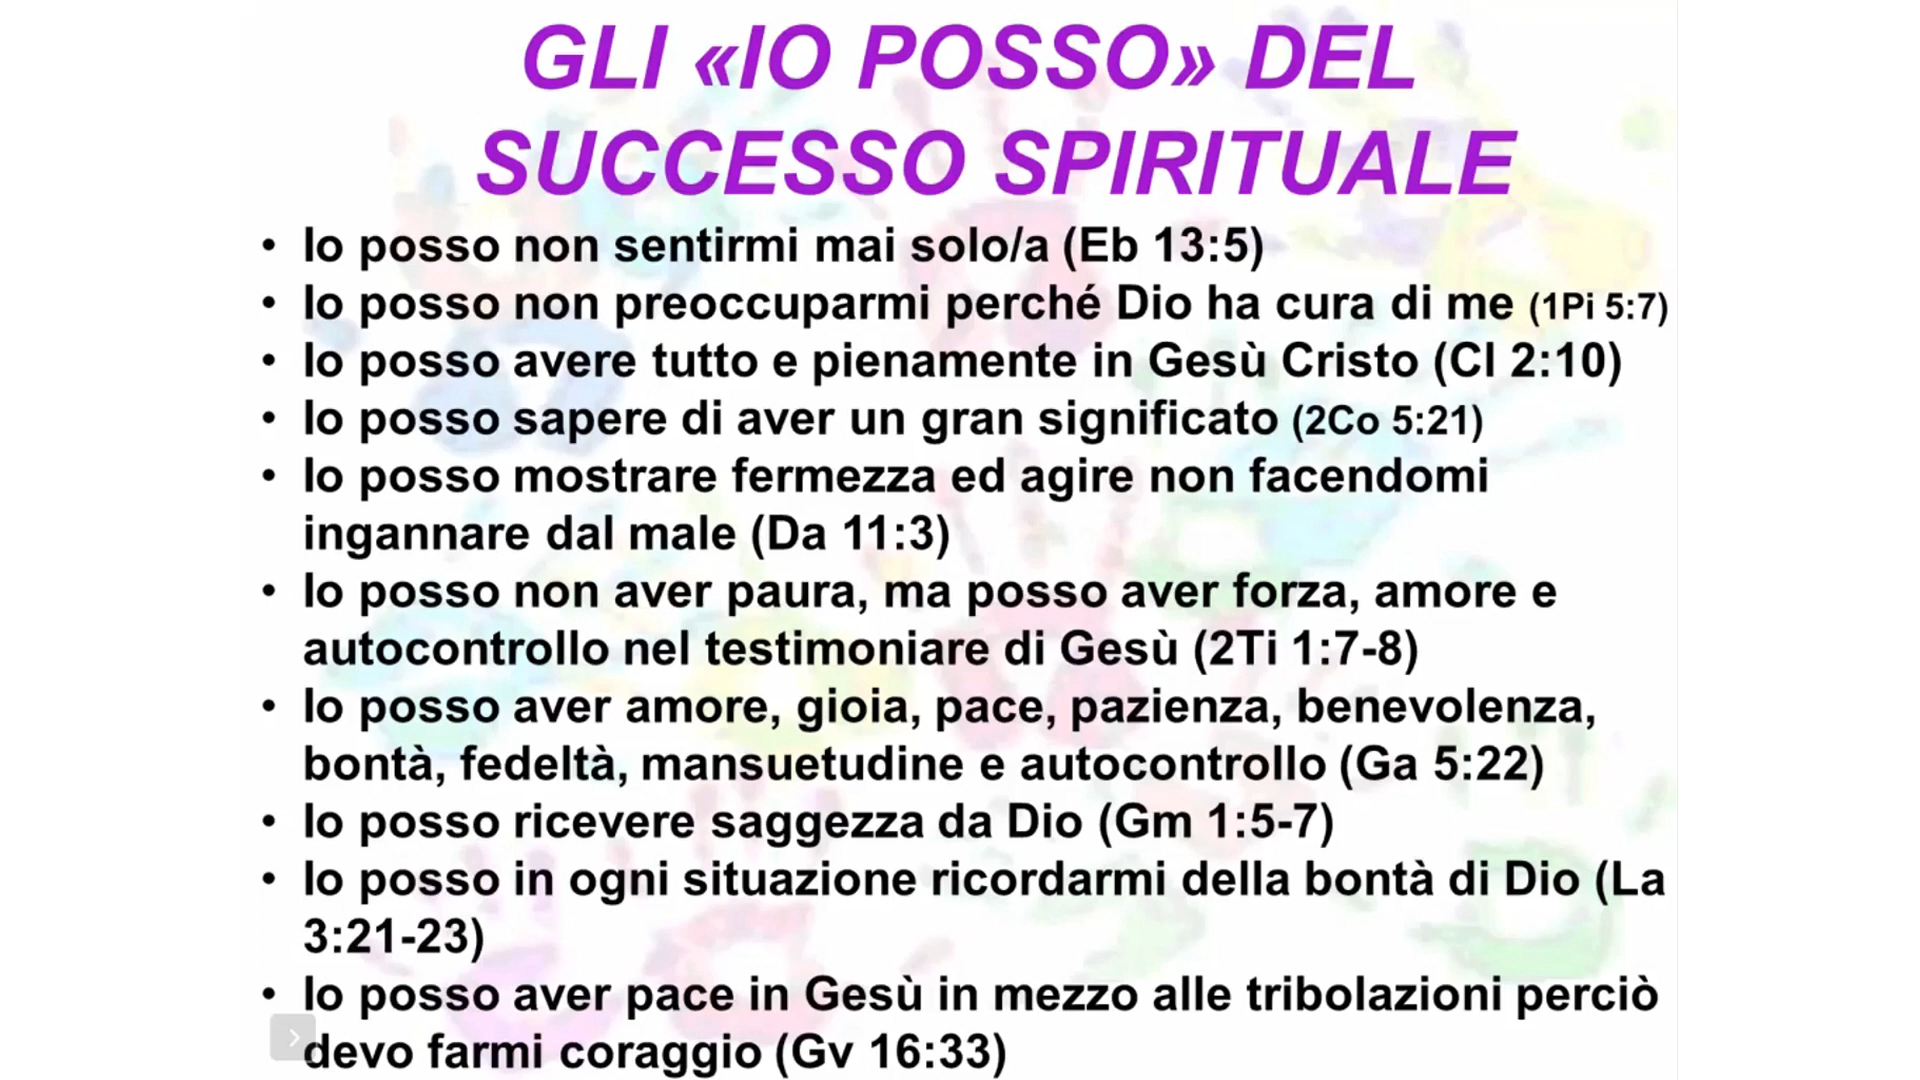 GLI «IO POSSO» DEL
SUCCESSO SPIRITUALE
• Io posso non sentirmi mai solo/a (Eb 13:5)
• Io posso non preoccuparmi perché Dio ha cura di me (1Pi 5:7)
• Io posso avere tutto e pienamente in Gesù Cristo (Cl 2:10)
• Io posso sapere di aver un gran significato (2Co 5:21)
• Io posso mostrare fermezza ed agire non facendomi
ingannare dal male (Da 11:3)
• Io posso non aver paura, ma posso aver forza, amore e
autocontrollo nel testimoniare di Gesù (2Ti 1:7-8)
• Io posso aver amore, gioia, pace, pazienza, benevolenza,
bontà, fedeltà, mansuetudine e autocontrollo (Ga 5:22)
• Io posso ricevere saggezza da Dio (Gm 1:5-7)
• Io posso in ogni situazione ricordarmi della bontà di Dio (La
3:21-23)
• Io posso aver pace in Gesù in mezzo alle tribolazioni perciò
devo farmi coraggio (Gv 16:33)